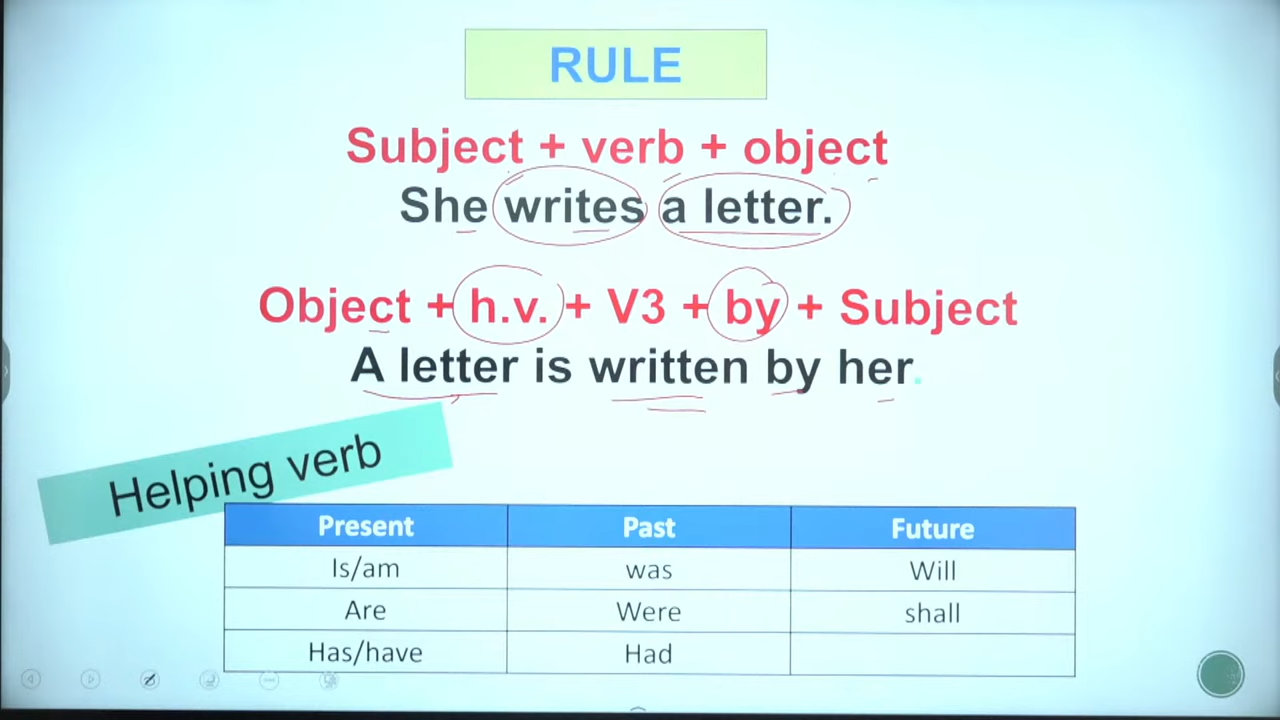 RULE
Subject + verb + object
She writes a letter.
Object + h.v. + V3 + by + Subject
A letter is written by her.
Helping verb
Present Past Future
Is/am was Will
Are Were shall
Has/have Had